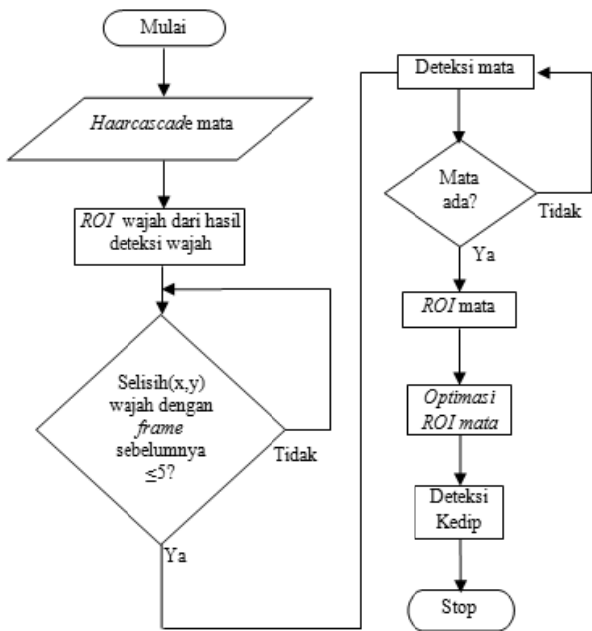 Mulai
Haarcascade mata
ROI wajah dari hasil
deteksi wajah
Selisih(x,y)
wajah dengan
frame
sebelumnya
≤5?
Tidak
Ya
Deteksi mata
Mata
ada?
Tidak
Ya
ROI mata
Optimasi
ROI mata
Deteksi
Kedip
Stop